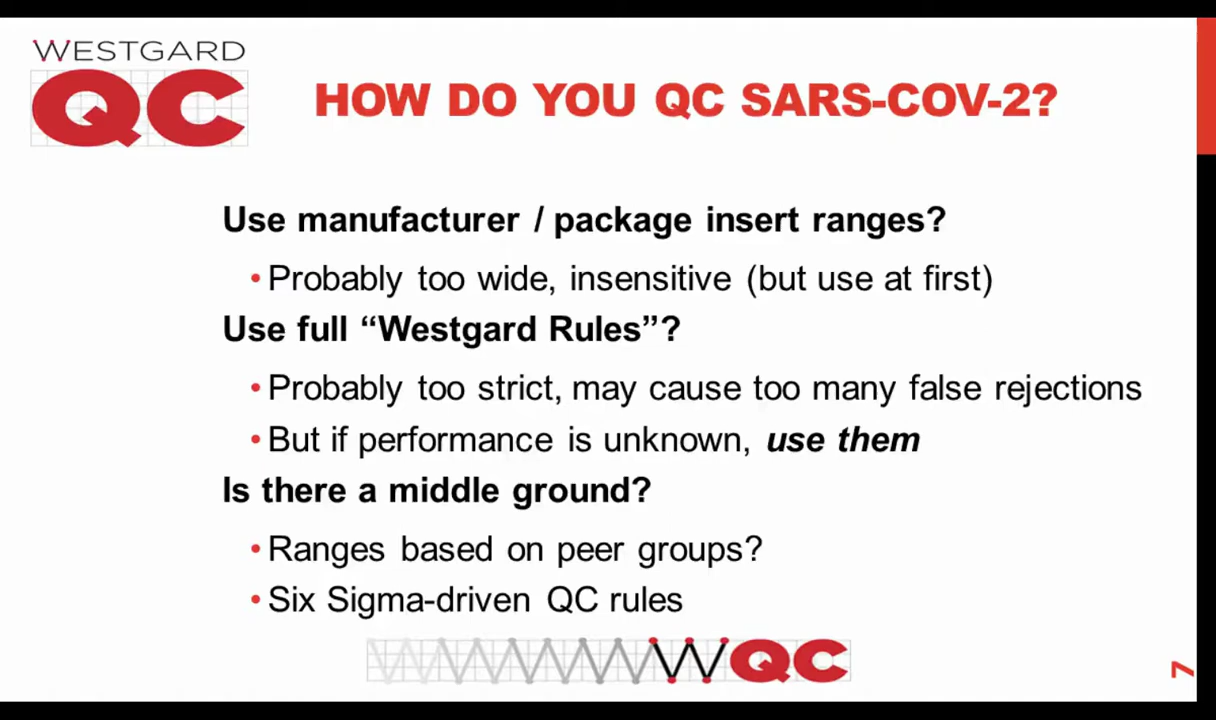 WESTGARD
QC
HOW DO YOU QC SARS-COV-2?
Use manufacturer / package insert ranges?
•Probably too wide, insensitive (but use at first)
Use full “Westgard Rules”?
•Probably too strict, may cause too many false rejections
•But if performance is unknown, use them
Is there a middle ground?
•Ranges based on peer groups?
•Six Sigma-driven QC rules
WQC
7